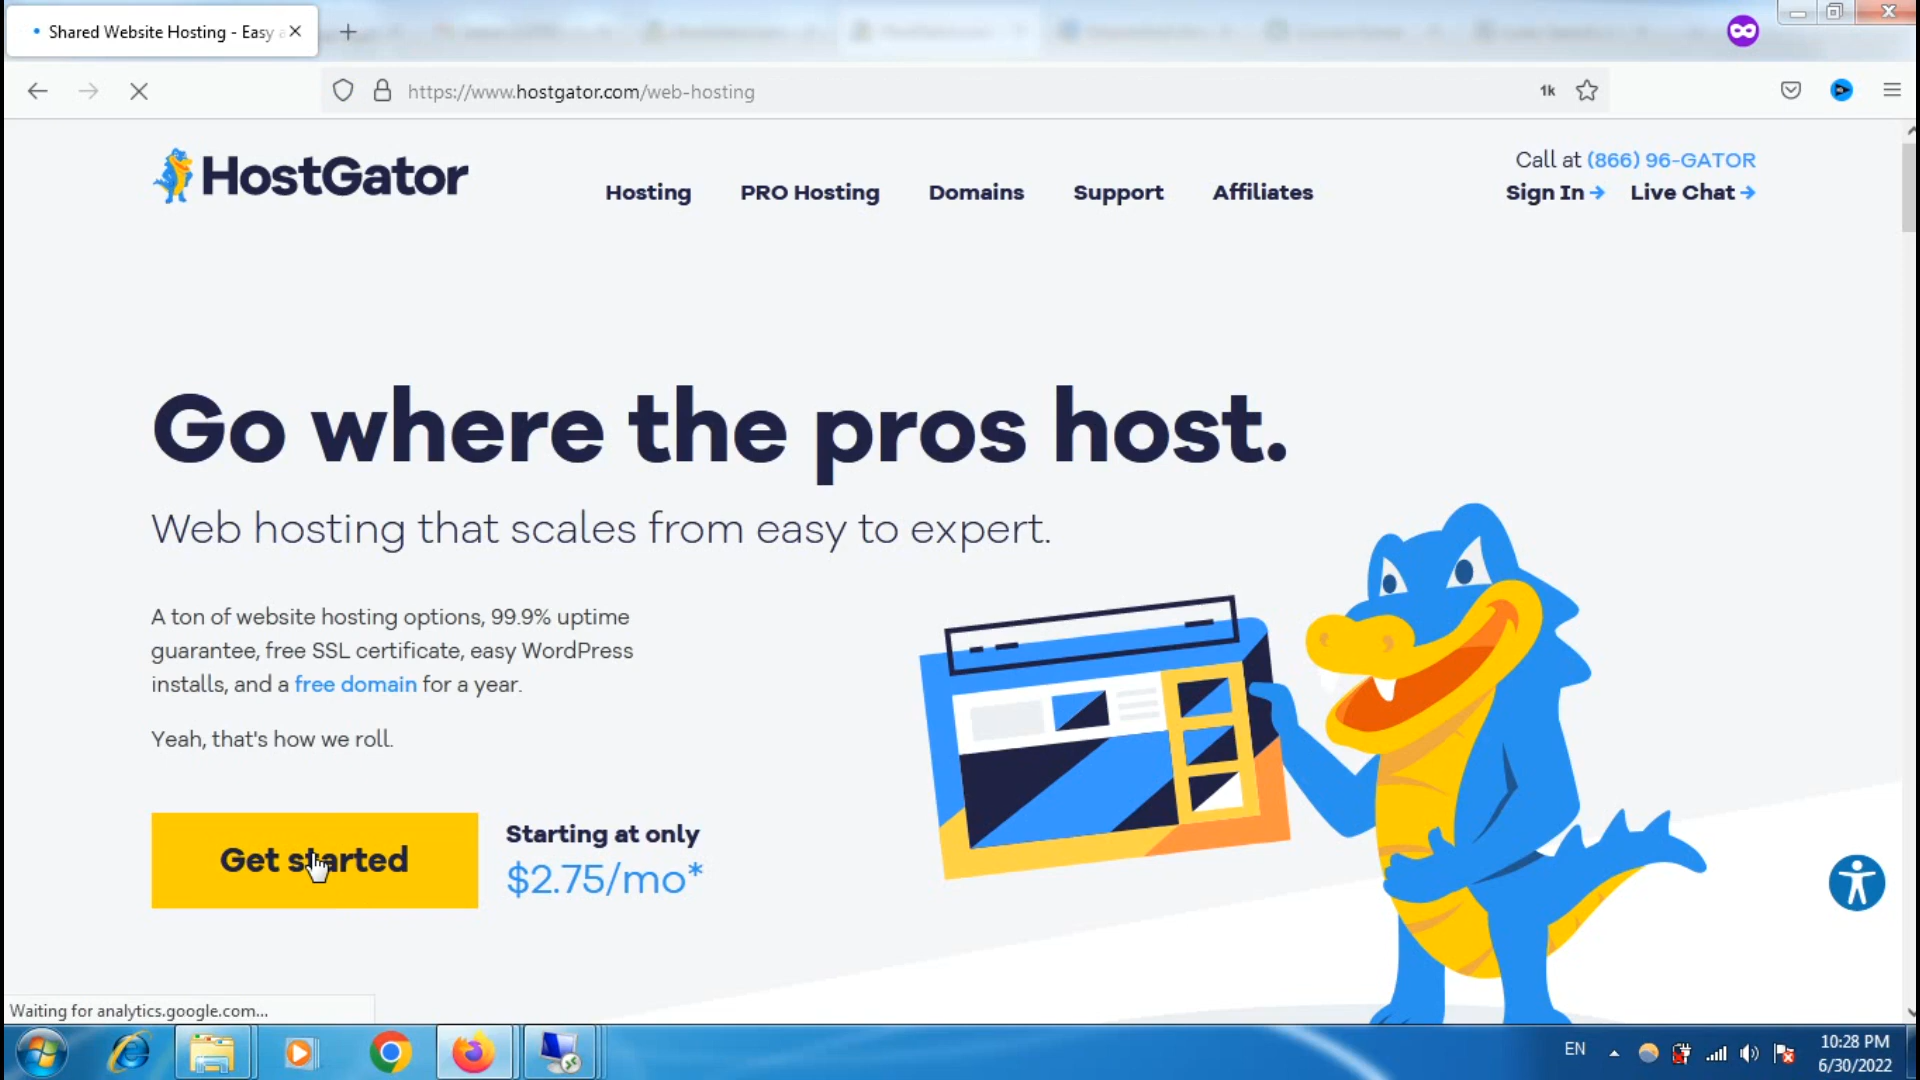 Shared Website Hosting - Easy
https://www.hostgator.com/web-hosting
1k
HostGator
Hosting
PRO Hosting
Domains
Support
Affiliates
Call at (866) 96-GATOR
Sign In
Live Chat
Go where the pros host.
Web hosting that scales from easy to expert.
A ton of website hosting options, 99.9% uptime
guarantee, free SSL certificate, easy WordPress
installs, and a free domain for a year.
Yeah, that's how we roll.
Get started
Starting at only
$2.75/mo*
Waiting for analytics.google.com...
EN
10:28 PM
6/30/2022